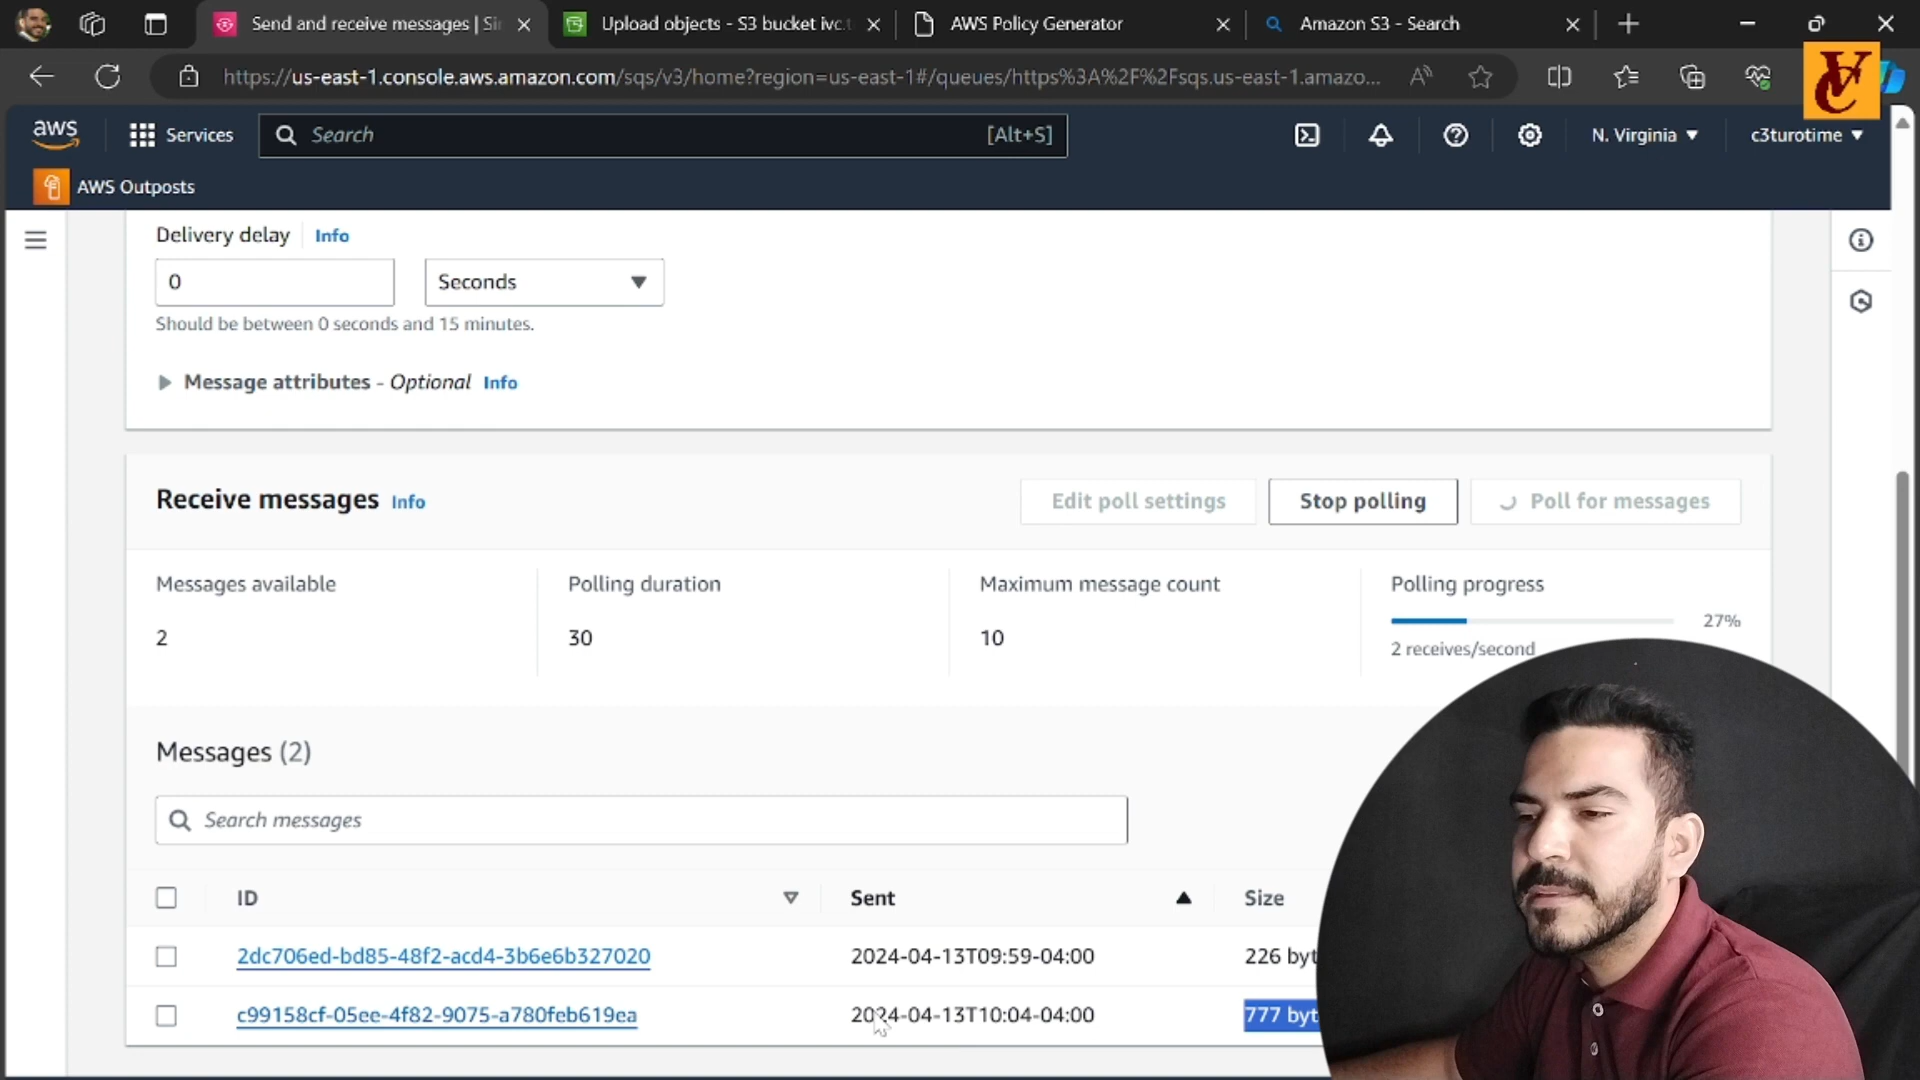 Send and receive messages | Si
Upload objects - S3 bucket ivc.
AWS Policy Generator
Amazon S3 - Search
https://us-east-1.console.aws.amazon.com/sqs/v3/home?region=us-east-1#/queues/https%3A%2F%2Fsqs.us-east-1.amazo...
VC
aws
Services
Search
[Alt+S]
N. Virginia
c3turotime
AWS Outposts
Delivery delay Info
0
Seconds
Should be between 0 seconds and 15 minutes.
Message attributes - Optional Info
Receive messages Info
Edit poll settings
Stop polling
Poll for messages
Messages available
Polling duration
Maximum message count
Polling progress
2
30
10
27%
2 receives/second
Messages (2)
Search messages
ID
Sent
Size
2dc706ed-bd85-48f2-acd4-3b6e6b327020
2024-04-13T09:59-04:00
226 byt
c99158cf-05ee-4f82-9075-a780feb619ea
2024-04-13T10:04-04:00
777 byt